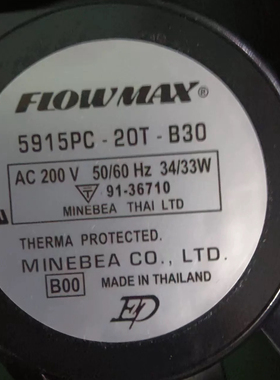 FLOWMAX®
5915PC - 20T - B30
AC 200 V 50/60 Hz 34/33W
91-36710
MINEBEA THAI LTD
THERMA PROTECTED.
MINEBEA CO., LTD.
B00 MADE IN THAILAND